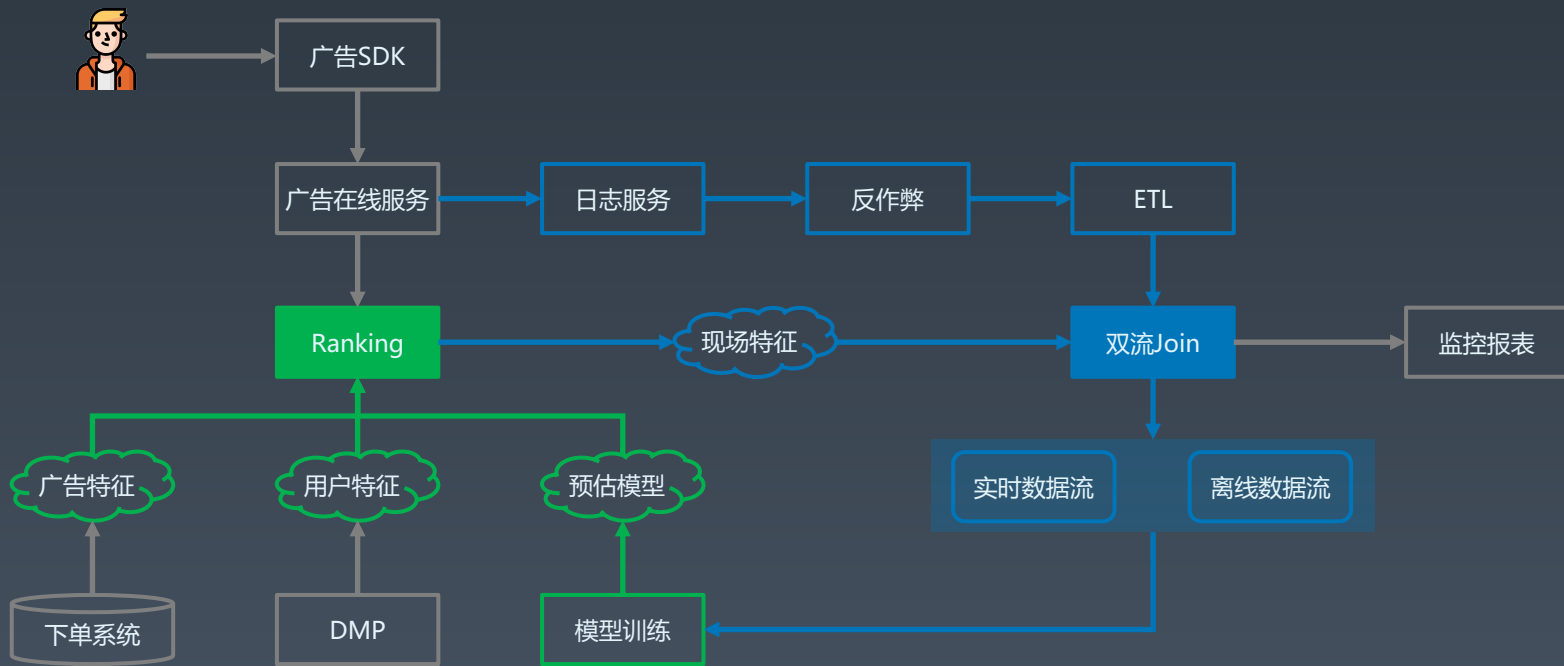 广告SDK
广告在线服务
日志服务
反作弊
ETL
Ranking
现场特征
双流Join
监控报表
广告特征
用户特征
预估模型
实时数据流
离线数据流
下单系统
DMP
模型训练